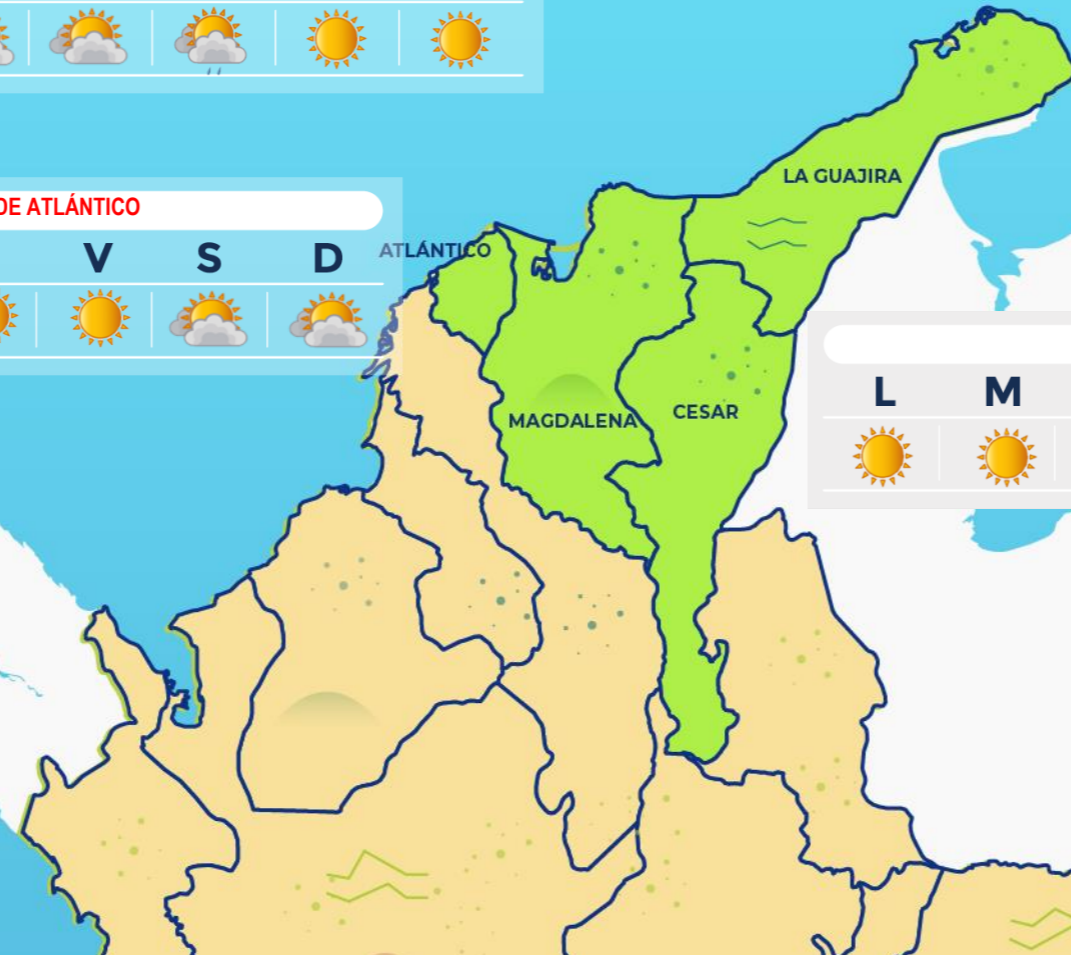 LA GUAJIRA
DE ATLÁNTICO
V S D
ATLÁNTICO
L M
MAGDALENA
CESAR